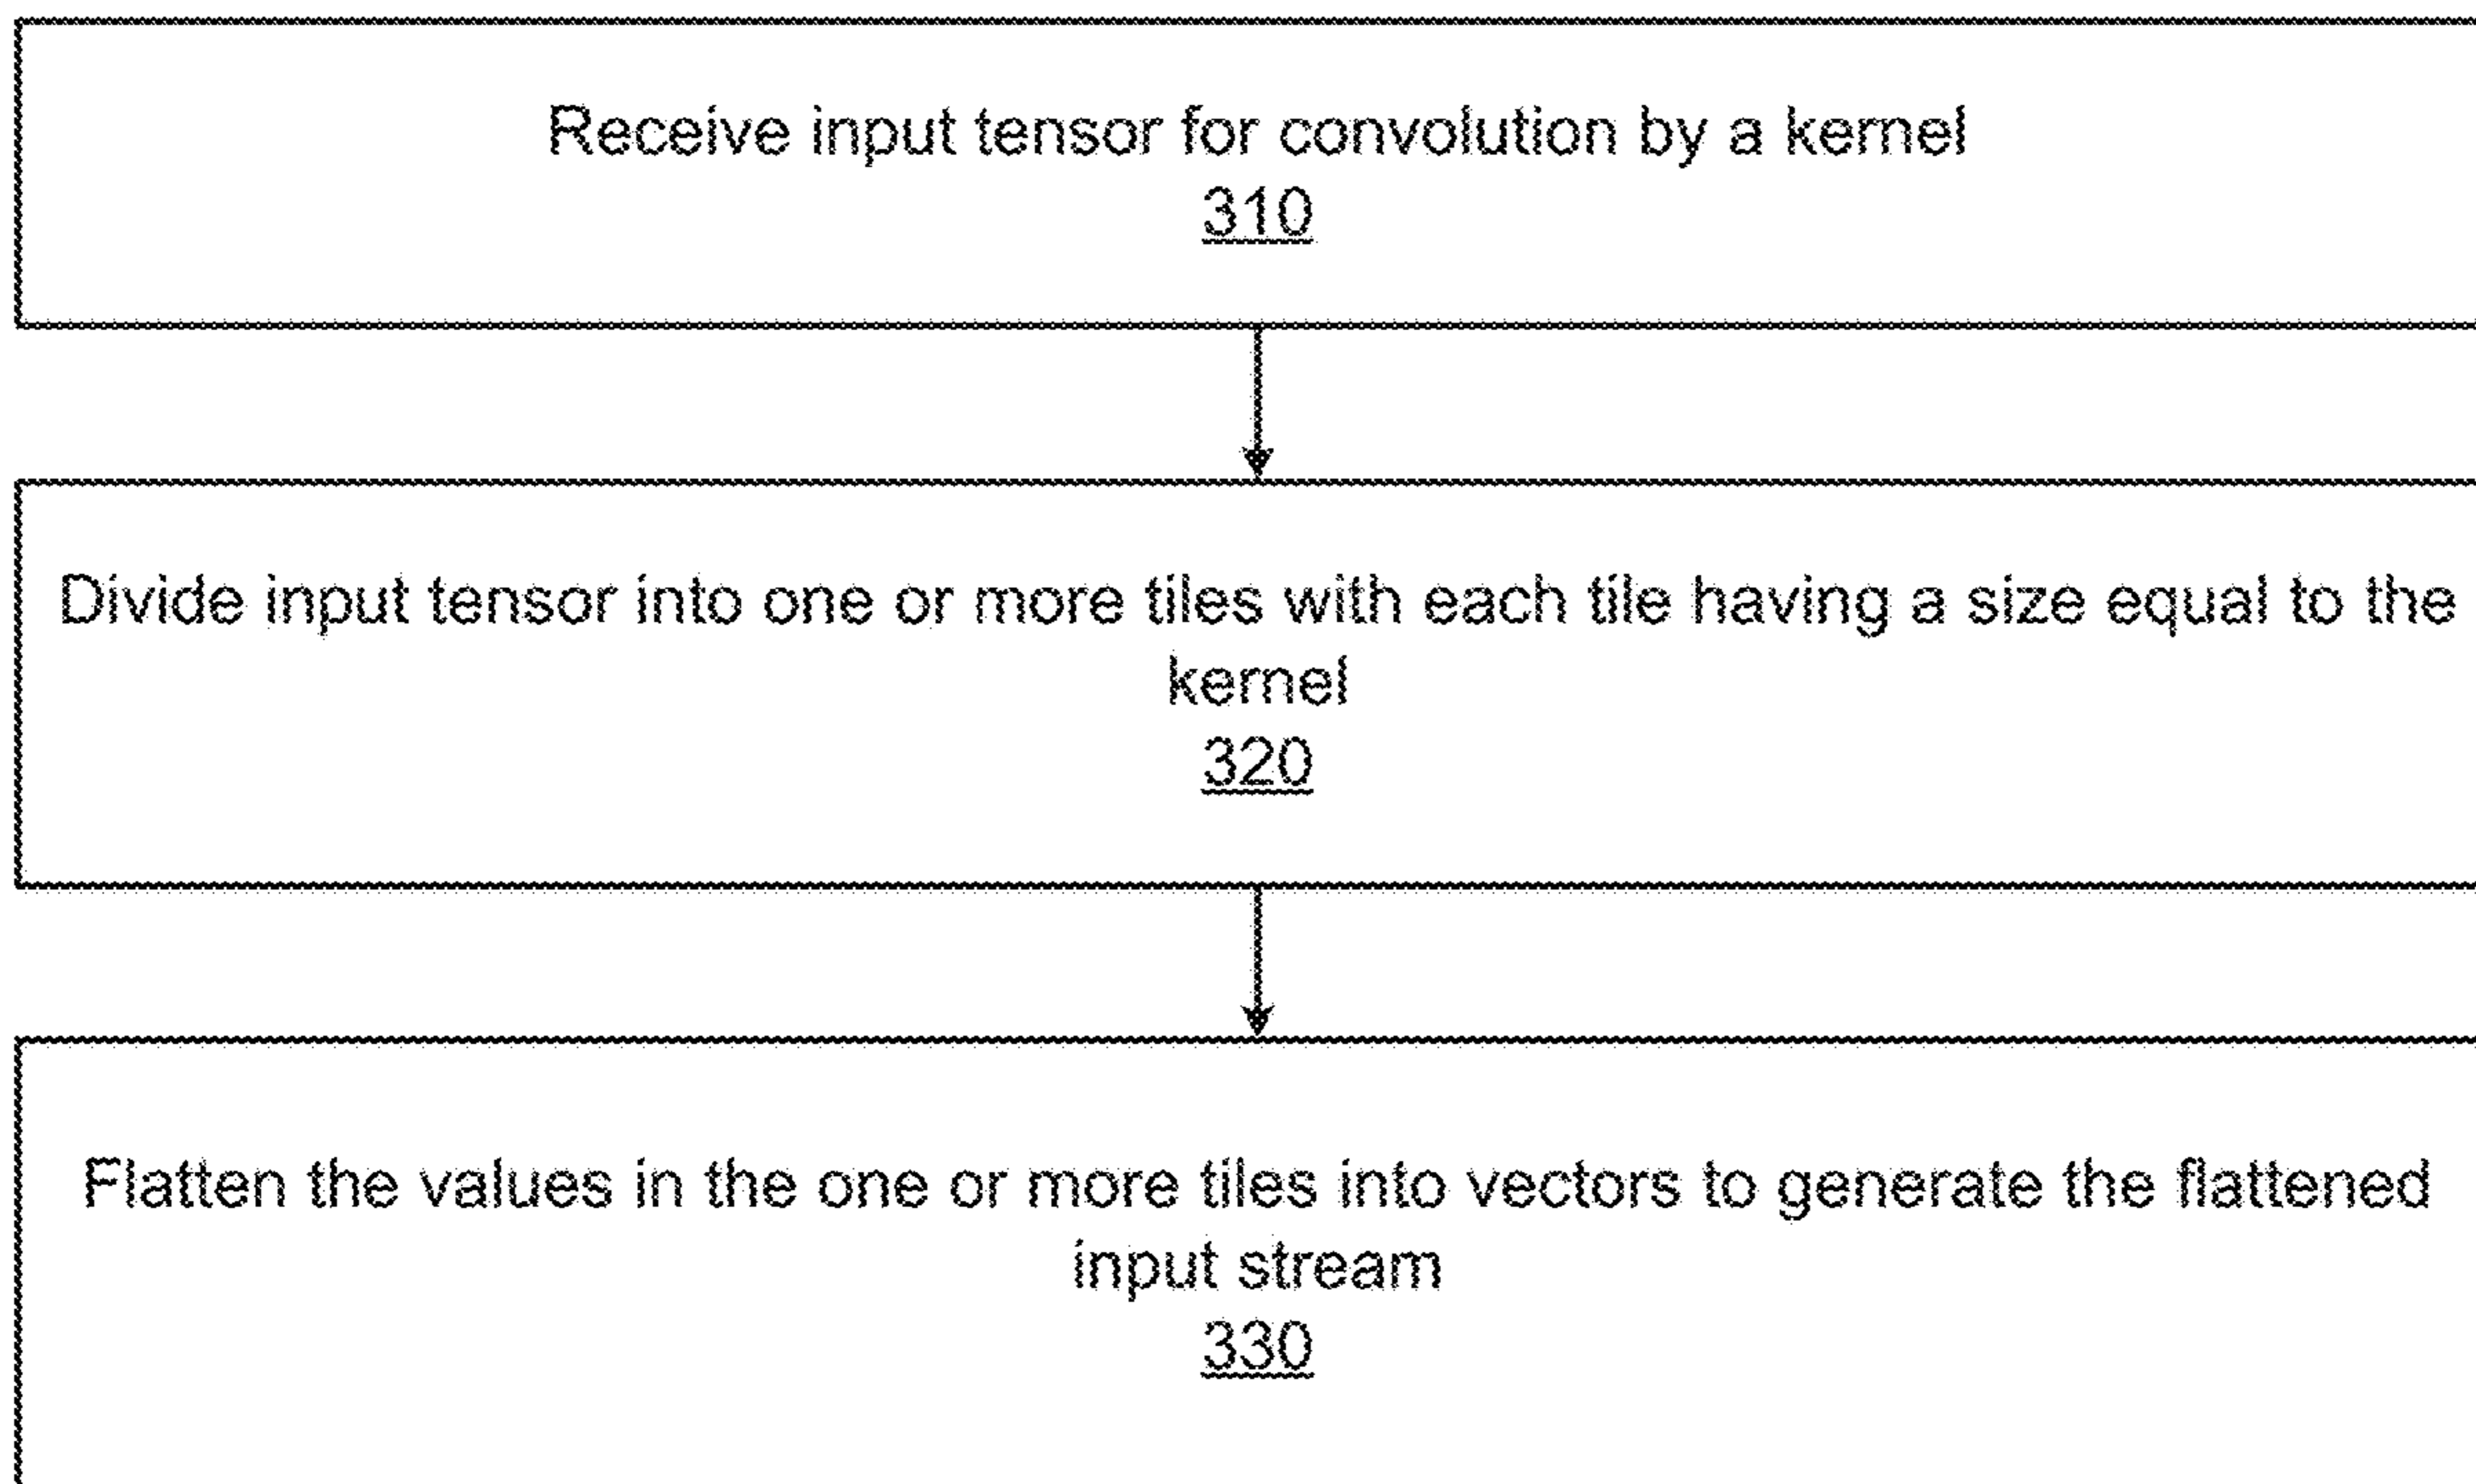 Receive input tensor for convolution by a kernel
310
Divide input tensor into one or more tiles with each tile having a size equal to the
kernel
320
Flatten the values in the one or more tiles into vectors to generate the flattened
input stream
330